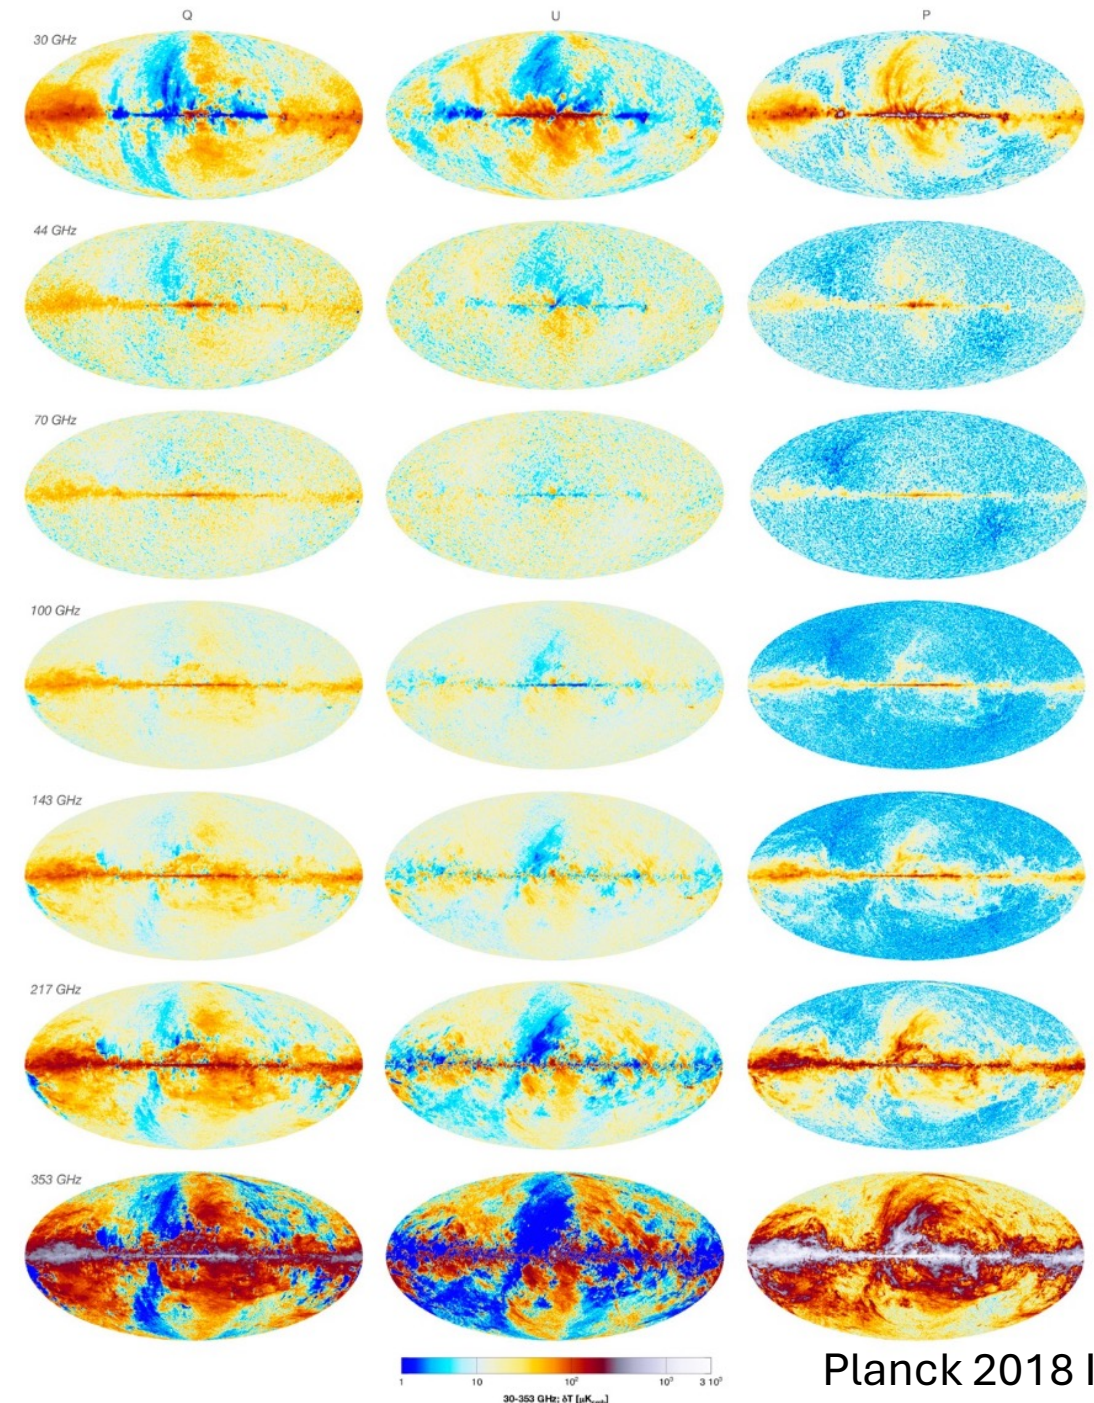 Q U P
30 GHz
44 GHz
70 GHz
100 GHz
143 GHz
217 GHz
353 GHz
1 10 10² 10³ 3 10³
30-353 GHz: δT [μKcmb]
Planck 2018 I